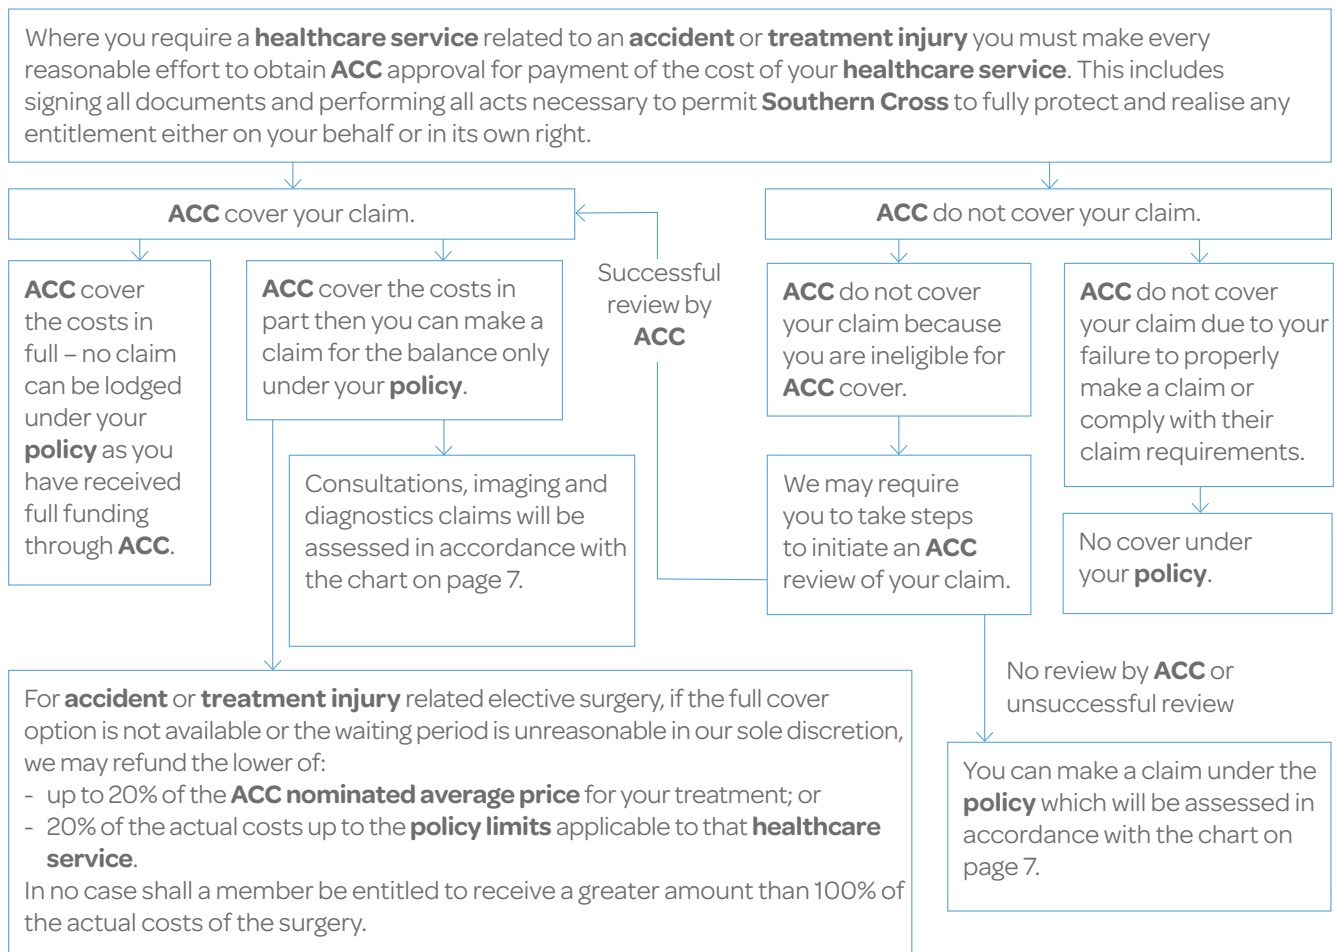 Where you require a healthcare service related to an accident or treatment injury you must make every
reasonable effort to obtain ACC approval for payment of the cost of your healthcare service. This includes
signing all documents and performing all acts necessary to permit Southern Cross to fully protect and realise any
entitlement either on your behalf or in its own right.
ACC cover your claim.
ACC do not cover your claim.
ACC cover
the costs in
full – no claim
can be lodged
under your
policy as you
have received
full funding
through ACC.
ACC cover the costs in
part then you can make a
claim for the balance only
under your policy.
Successful
review by
ACC
ACC do not cover
your claim because
you are ineligible for
ACC cover.
ACC do not cover
your claim due to your
failure to properly
make a claim or
comply with their
claim requirements.
Consultations, imaging and
diagnostics claims will be
assessed in accordance with
the chart on page 7.
We may require
you to take steps
to initiate an ACC
review of your claim.
No cover under
your policy.
For accident or treatment injury related elective surgery, if the full cover
option is not available or the waiting period is unreasonable in our sole discretion,
we may refund the lower of:
- up to 20% of the ACC nominated average price for your treatment; or
- 20% of the actual costs up to the policy limits applicable to that healthcare
service.
In no case shall a member be entitled to receive a greater amount than 100% of
the actual costs of the surgery.
No review by ACC or
unsuccessful review
You can make a claim under the
policy which will be assessed in
accordance with the chart on
page 7.